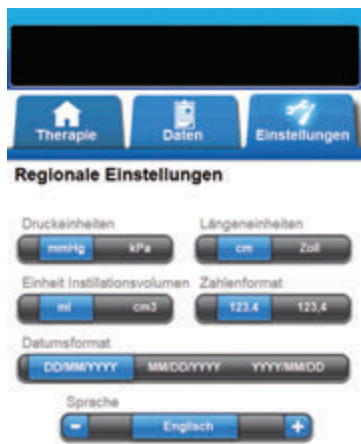 Therapie Daten Einstellungen
Regionale Einstellungen
Druckeinheiten Längeneinheiten
mmHg kPa cm Zoll
Einheit Instillationsvolumen Zahlenformat
ml cm3 123,4 123,4
Datumsformat
DD/MM/YYYY MM/DD/YYYY YYYY/MM/DD
Sprache
- Englisch +